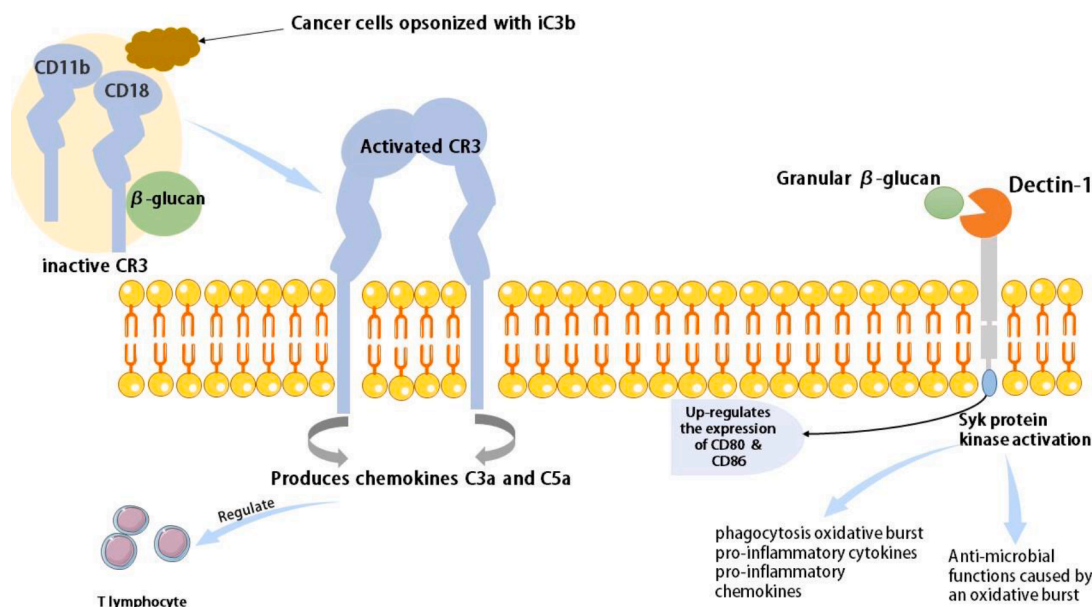 Cancer cells opsonized with iC3b
CD11b
CD18
β-glucan
inactive CR3
Activated CR3
Granular β-glucan
Dectin-1
Up-regulates
the expression
of CD80 &
CD86
Syk protein
kinase activation
Produces chemokines C3a and C5a
Regulate
T lymphocyte
phagocytosis oxidative burst
pro-inflammatory cytokines
pro-inflammatory
chemokines
Anti-microbial
functions caused by
an oxidative burst